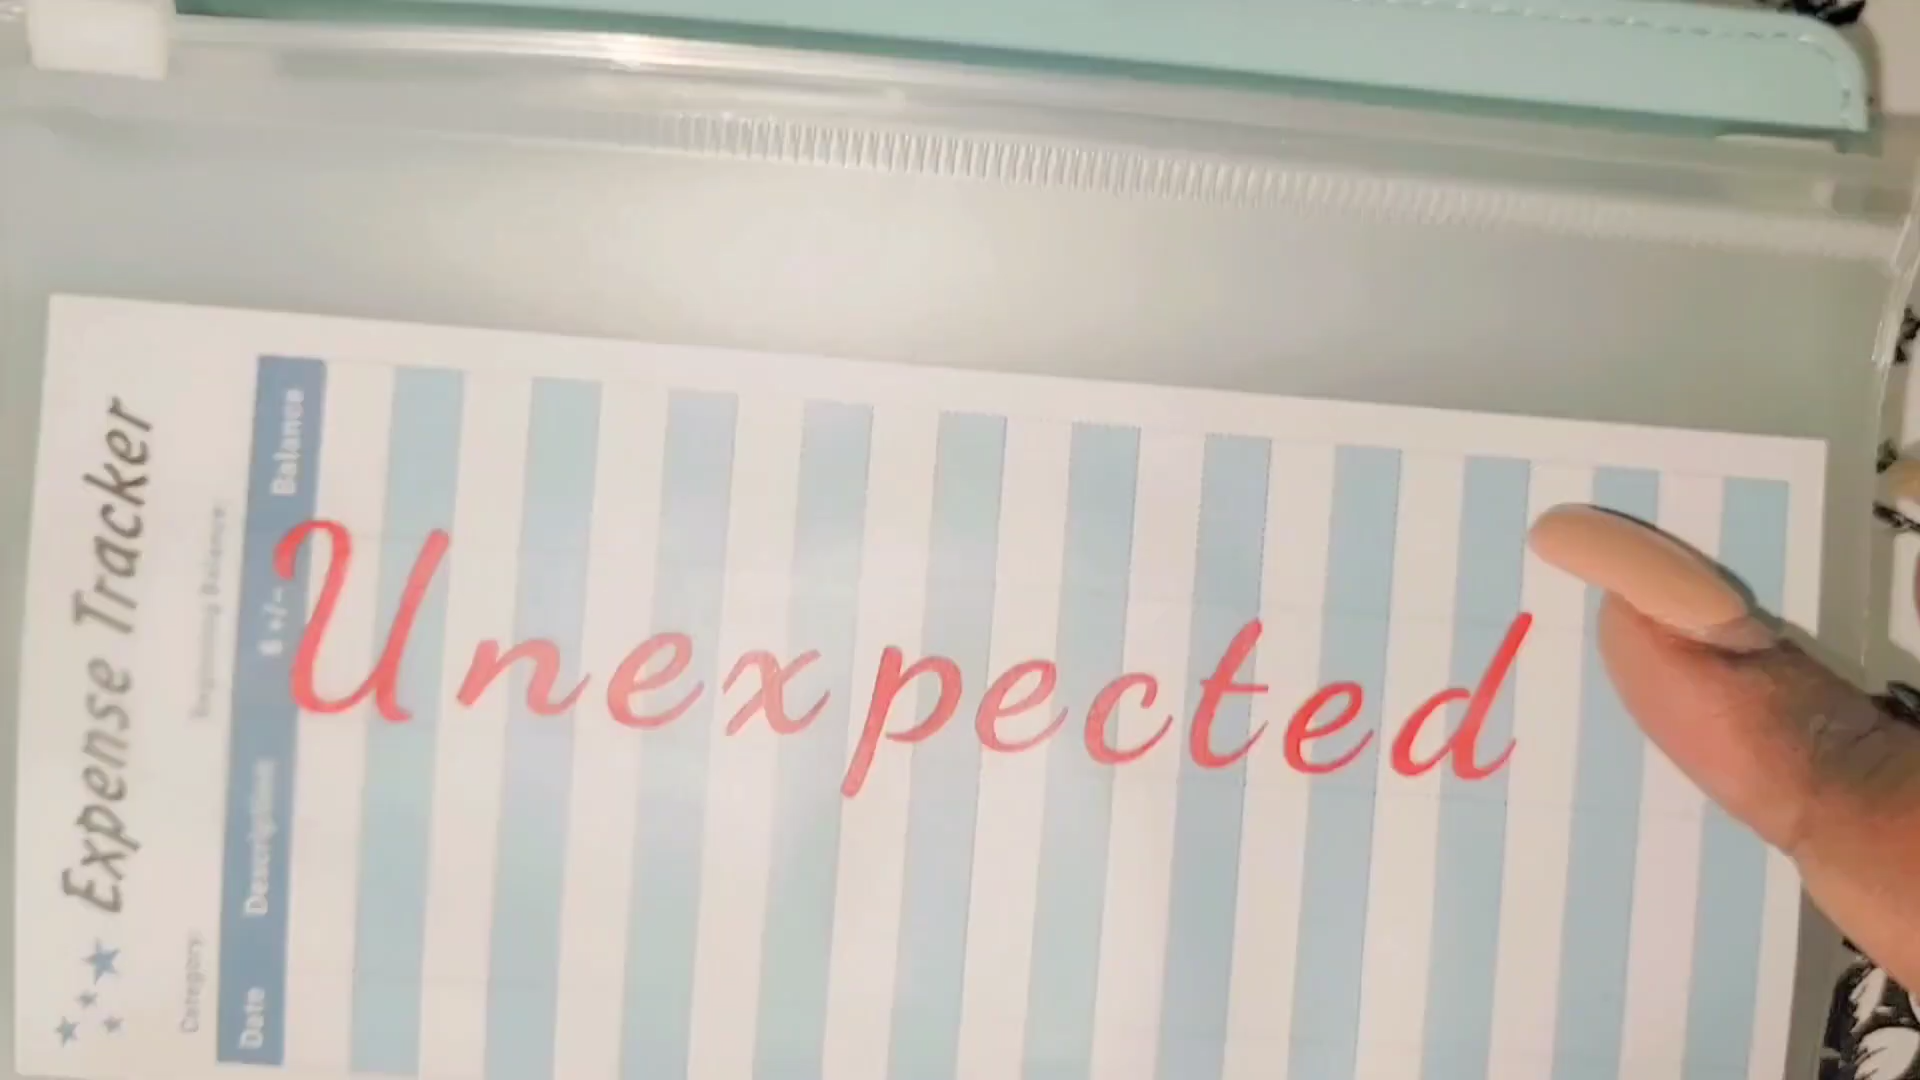 Unexpected
Expense Tracker
Category:
Beginning Balance:
Date Description $ +/- Balance